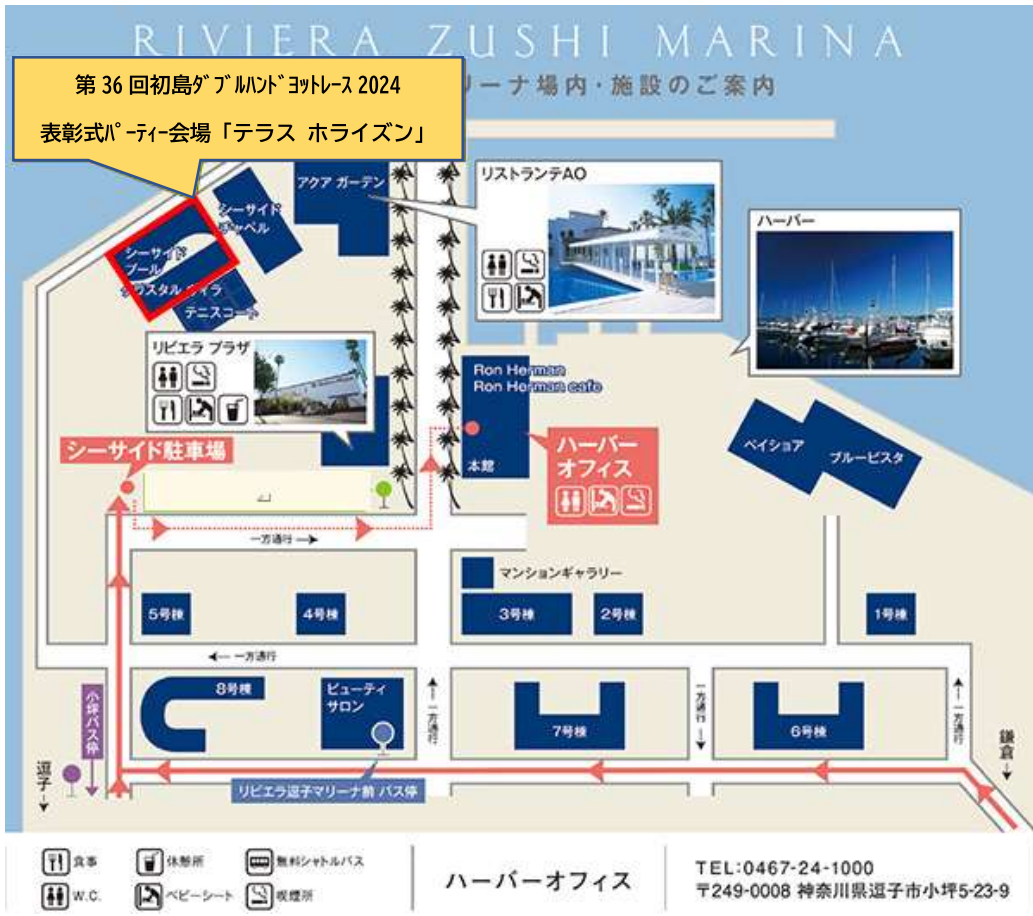 RIVIERA ZUSHI MARINA
リーナ場内・施設のご案内
第36回初島ダブルハンドヨットレース2024
表彰式パーティー会場「テラス ホライズン」
アクア ガーデン
リストランテAO
シーサイド
チャペル
ハーバー
シーサイド
プール
クリスタル ヴィラ
テニスコート
リビエラ プラザ
Ron Herman
Ron Herman cafe
本館
ハーバー
オフィス
ベイショア
ブルービスタ
シーサイド駐車場
一方通行
マンションギャラリー
5号棟
4号棟
3号棟
2号棟
1号棟
一方通行
8号棟
ビューティ
サロン
一方通行
7号棟
一方通行
6号棟
一方通行
小坪バス停
逗子
鎌倉
リビエラ逗子マリーナ前 バス停
食事
休憩所
無料シャトルバス
W.C.
ベビーシート
喫煙所
ハーバーオフィス
TEL:0467-24-1000
〒249-0008 神奈川県逗子市小坪5-23-9